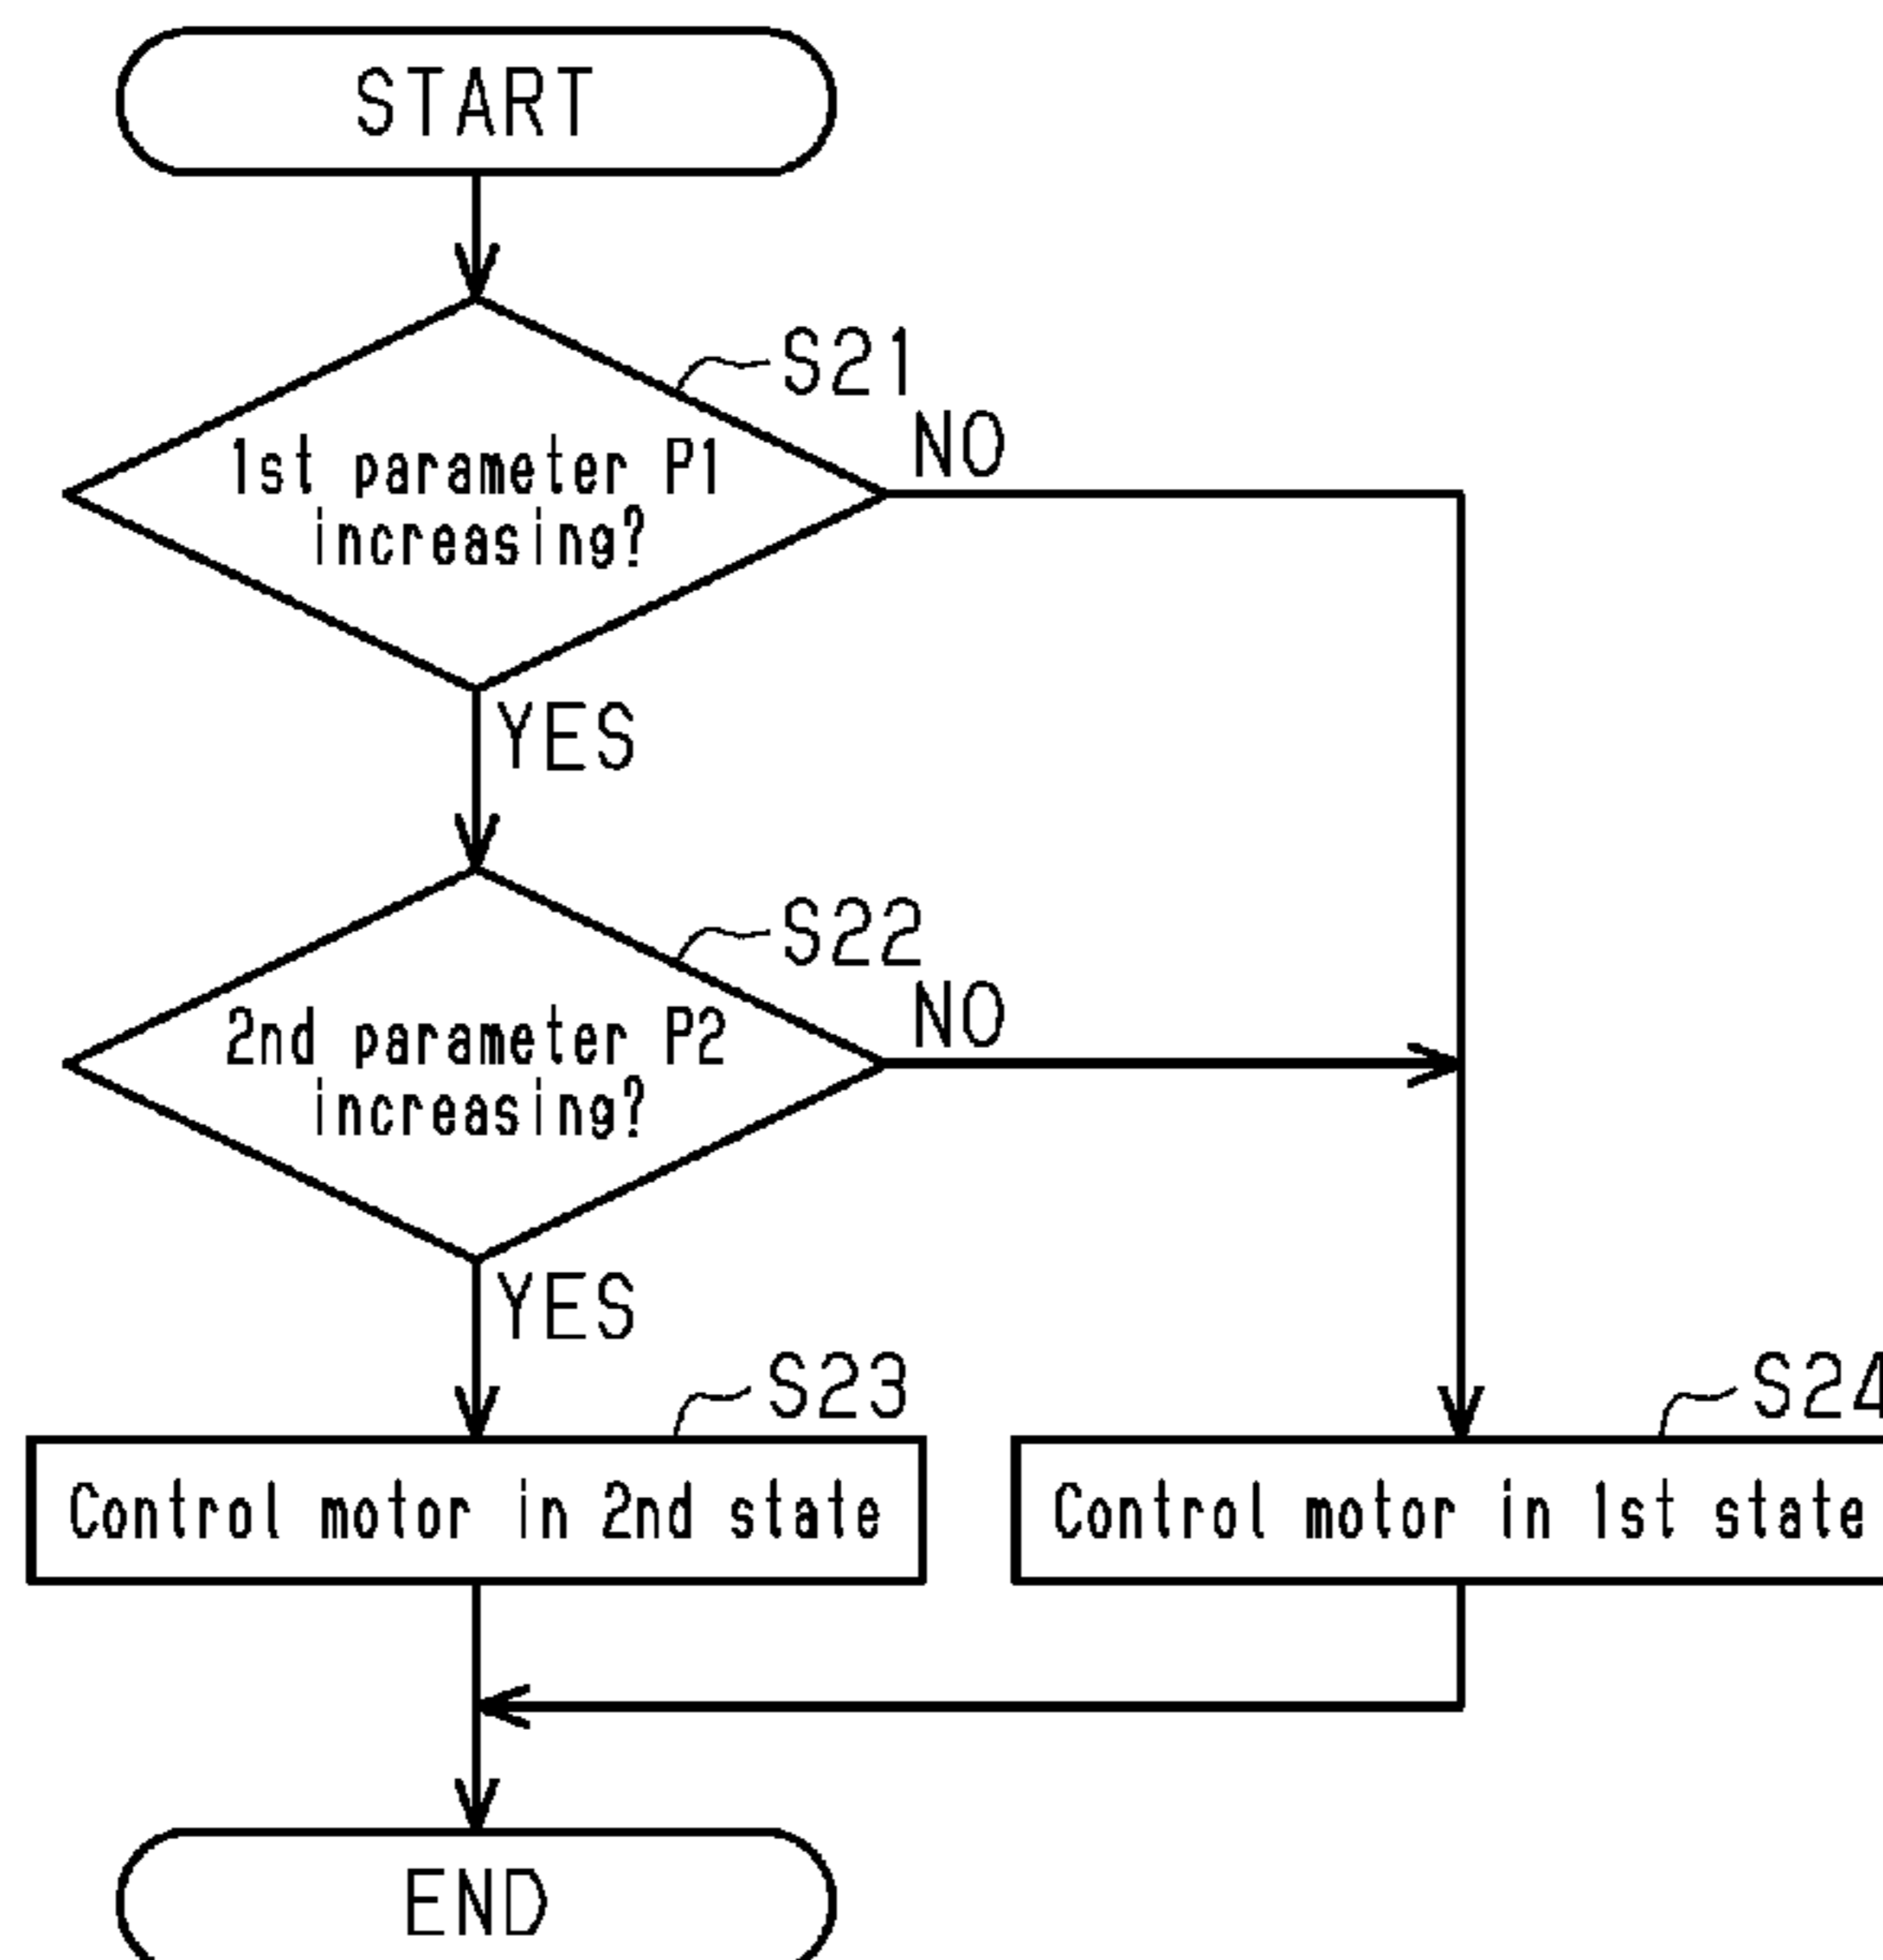 START
S21
NO
1st parameter P1
increasing?
YES
S22
NO
2nd parameter P2
increasing?
YES
S23
S24
Control motor in 2nd state
Control motor in 1st state
END